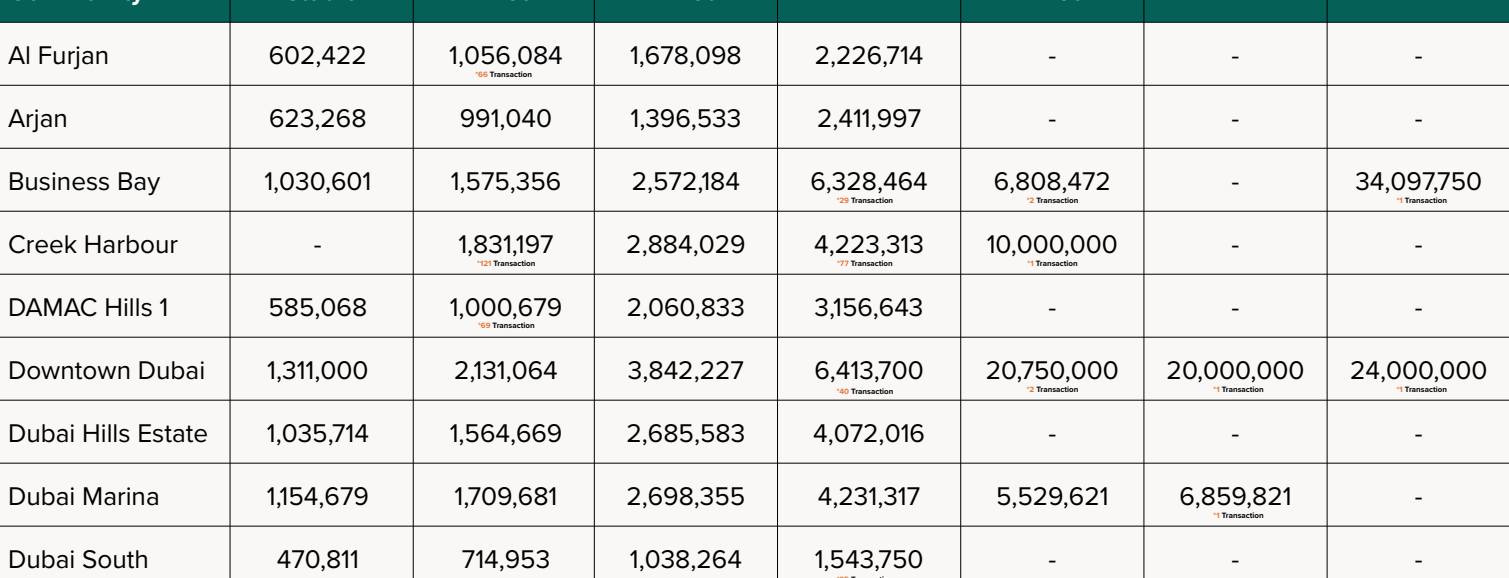 Al Furjan 602,422 1,056,084 1,678,098 2,226,714 - - -
*66 Transaction
Arjan 623,268 991,040 1,396,533 2,411,997 - - -
Business Bay 1,030,601 1,575,356 2,572,184 6,328,464 6,808,472 - 34,097,750
*29 Transaction *2 Transaction *1 Transaction
Creek Harbour - 1,831,197 2,884,029 4,223,313 10,000,000 - -
*121 Transaction *77 Transaction *1 Transaction
DAMAC Hills 1 585,068 1,000,679 2,060,833 3,156,643 - - -
*69 Transaction
Downtown Dubai 1,311,000 2,131,064 3,842,227 6,413,700 20,750,000 20,000,000 24,000,000
*40 Transaction *2 Transaction *1 Transaction *1 Transaction
Dubai Hills Estate 1,035,714 1,564,669 2,685,583 4,072,016 - - -
Dubai Marina 1,154,679 1,709,681 2,698,355 4,231,317 5,529,621 6,859,821 -
*1 Transaction
Dubai South 470,811 714,953 1,038,264 1,543,750 - - -